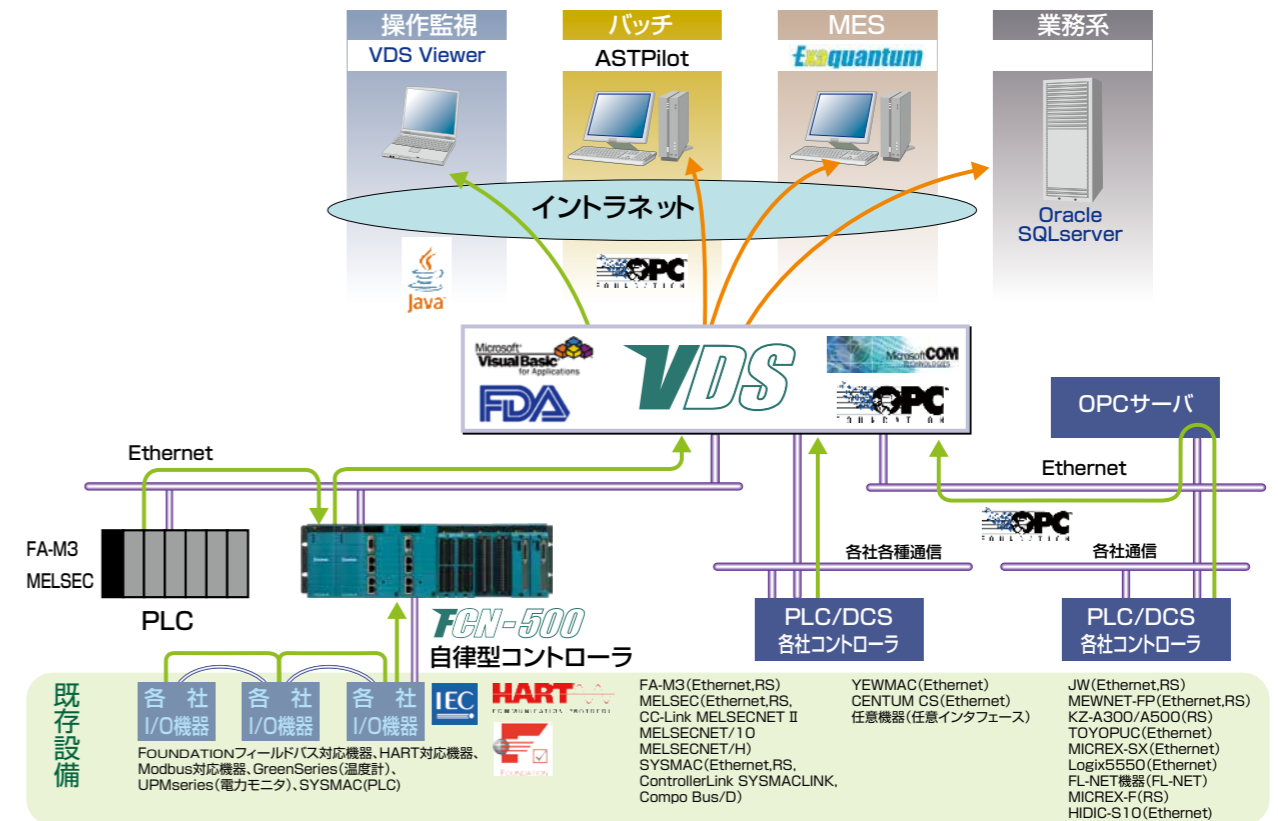 操作監視
VDS Viewer
バッチ
ASTPilot
MES
Exaquantum
業務系
イントラネット
Oracle
SQLserver
Java
OPC
FOUNDATION
Microsoft
Visual Basic
for Applications
FDA
VDS
Microsoft COM
TECHNOLOGIES
OPC
FOUNDATION
OPCサーバ
Ethernet
Ethernet
OPC
FOUNDATION
FA-M3
MELSEC
PLC
FCN-500
自律型コントローラ
各社各種通信
各社通信
PLC/DCS
各社コントローラ
PLC/DCS
各社コントローラ
既存設備
各 社
I/O機器
各 社
I/O機器
各 社
I/O機器
IEC
HART
COMMUNICATION PROTOCOL
FOUNDATION
FOUNDATIONフィールドバス対応機器、HART対応機器、
Modbus対応機器、GreenSeries(温度計)、
UPMseries(電力モニタ)、SYSMAC(PLC)
FA-M3(Ethernet,RS)
MELSEC(Ethernet,RS,
CC-Link MELSECNET Ⅱ
MELSECNET/10
MELSECNET/H)
SYSMAC(Ethernet,RS,
ControllerLink SYSMACLINK,
Compo Bus/D)
YEWMAC(Ethernet)
CENTUM CS(Ethernet)
任意機器(任意インタフェース)
JW(Ethernet,RS)
MEWNET-FP(Ethernet,RS)
KZ-A300/A500(RS)
TOYOPUC(Ethernet)
MICREX-SX(Ethernet)
Logix5550(Ethernet)
FL-NET機器(FL-NET)
MICREX-F(RS)
HIDIC-S10(Ethernet)